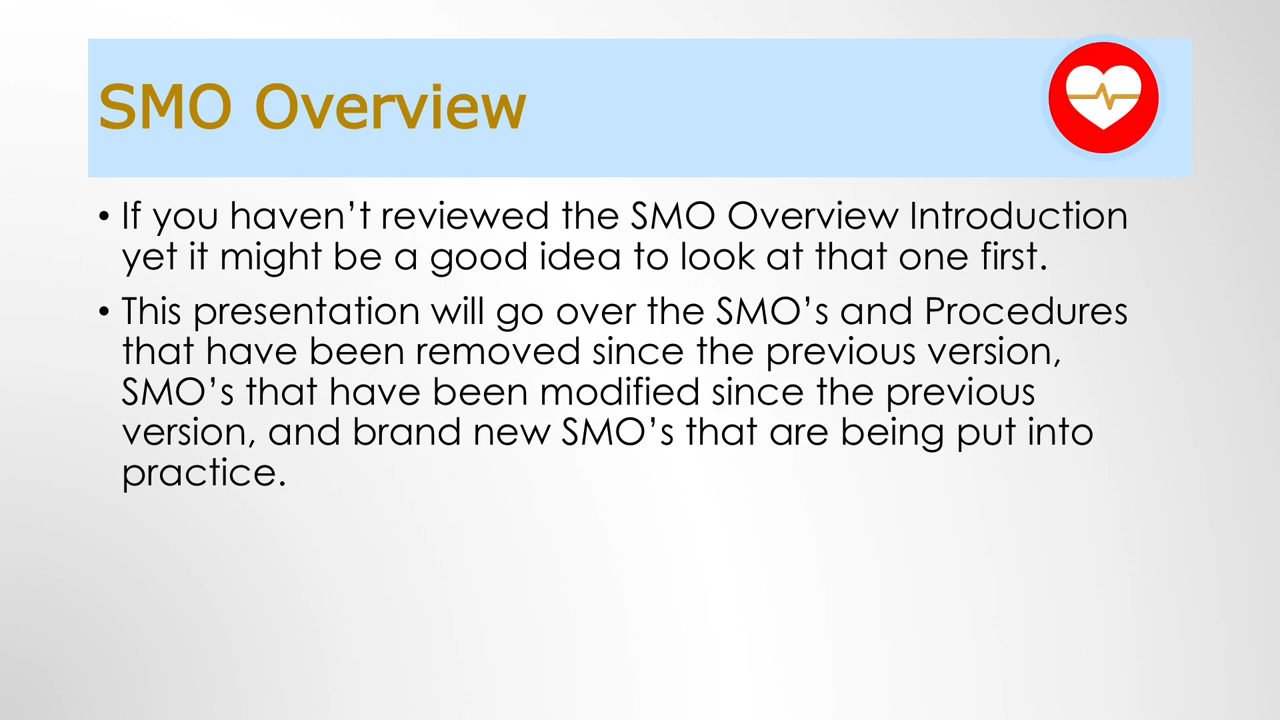 SMO Overview
• If you haven’t reviewed the SMO Overview Introduction
yet it might be a good idea to look at that one first.
• This presentation will go over the SMO’s and Procedures
that have been removed since the previous version,
SMO’s that have been modified since the previous
version, and brand new SMO’s that are being put into
practice.